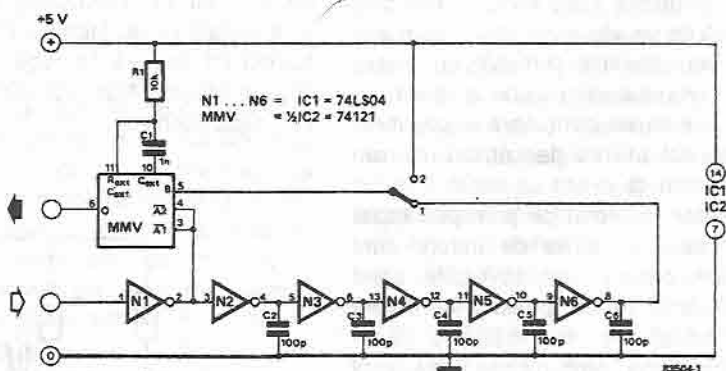 +5 V
R1
10k
N1 . . . N6 = IC1 = 74LS04
MMV = ½IC2 = 74121
C1
1n
11 10
Rext Cext
Cext
B 5
6 Q A2 4
MMV A1 3
2
1
14
IC1
IC2
7
1 N1 2 3 N2 4 5 N3 6 13 N4 12 11 N5 10 9 N6 8
C2 C3 C4 C5 C6
100p 100p 100p 100p 100p
0
83504-1